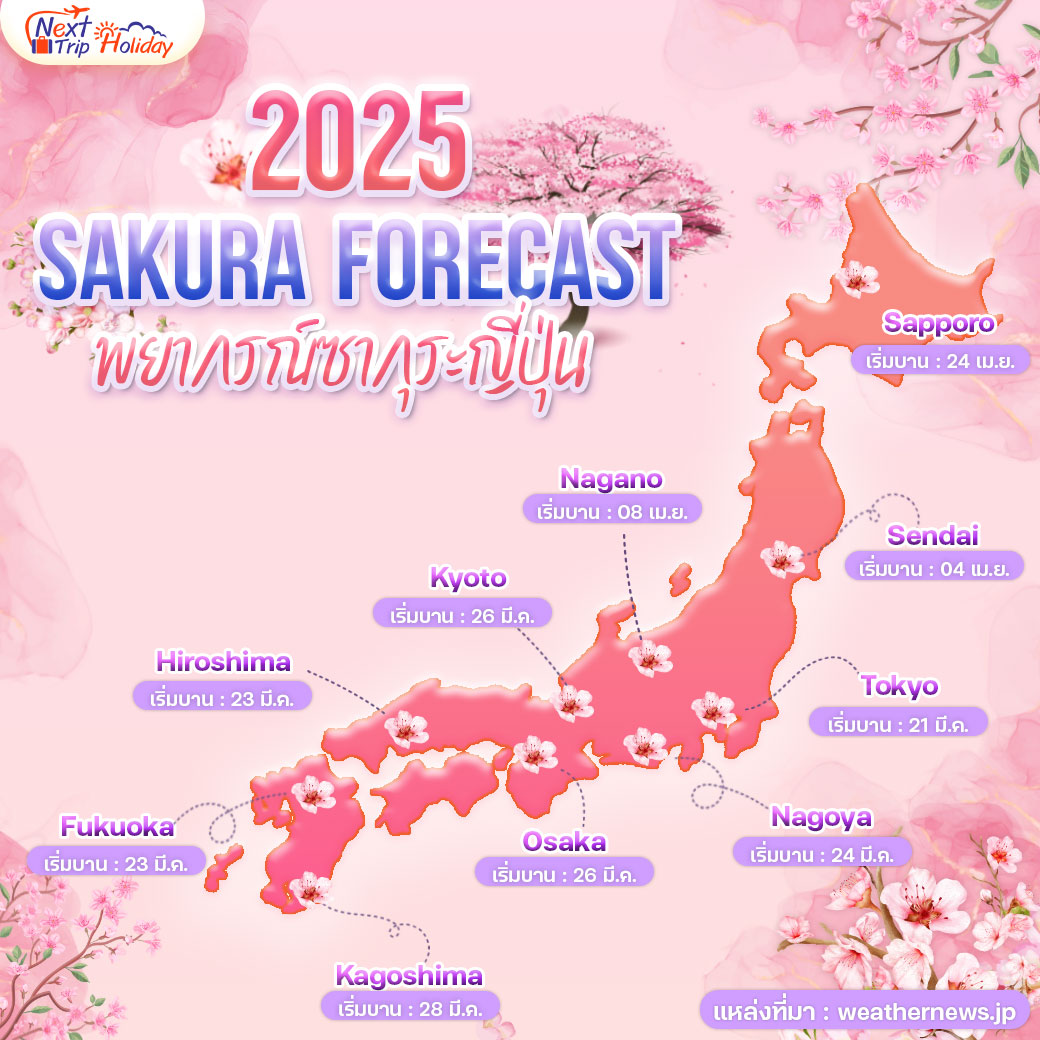 Next
Trip Holiday
2025
SAKURA FORECAST
พยากรณ์ซากุระญี่ปุ่น
Sapporo
เริ่มบาน : 24 เม.ย.
Nagano
เริ่มบาน : 08 เม.ย.
Sendai
เริ่มบาน : 04 เม.ย.
Kyoto
เริ่มบาน : 26 มี.ค.
Hiroshima
เริ่มบาน : 23 มี.ค.
Tokyo
เริ่มบาน : 21 มี.ค.
Fukuoka
เริ่มบาน : 23 มี.ค.
Osaka
เริ่มบาน : 26 มี.ค.
Nagoya
เริ่มบาน : 24 มี.ค.
Kagoshima
เริ่มบาน : 28 มี.ค.
แหล่งที่มา : weathernews.jp